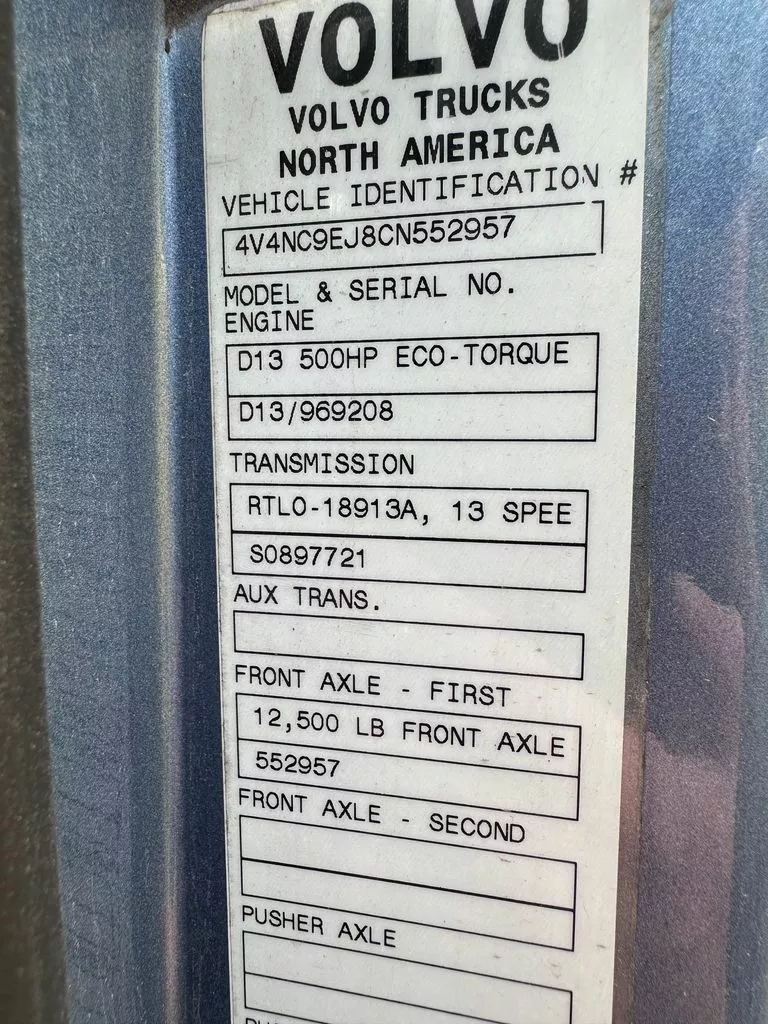 VOLVO
VOLVO TRUCKS
NORTH AMERICA
VEHICLE IDENTIFICATION #
4V4NC9EJ8CN552957
MODEL & SERIAL NO.
ENGINE
D13 500HP ECO-TORQUE
D13/969208
TRANSMISSION
RTLO-18913A, 13 SPEE
S0897721
AUX TRANS.
FRONT AXLE - FIRST
12,500 LB FRONT AXLE
552957
FRONT AXLE - SECOND
PUSHER AXLE